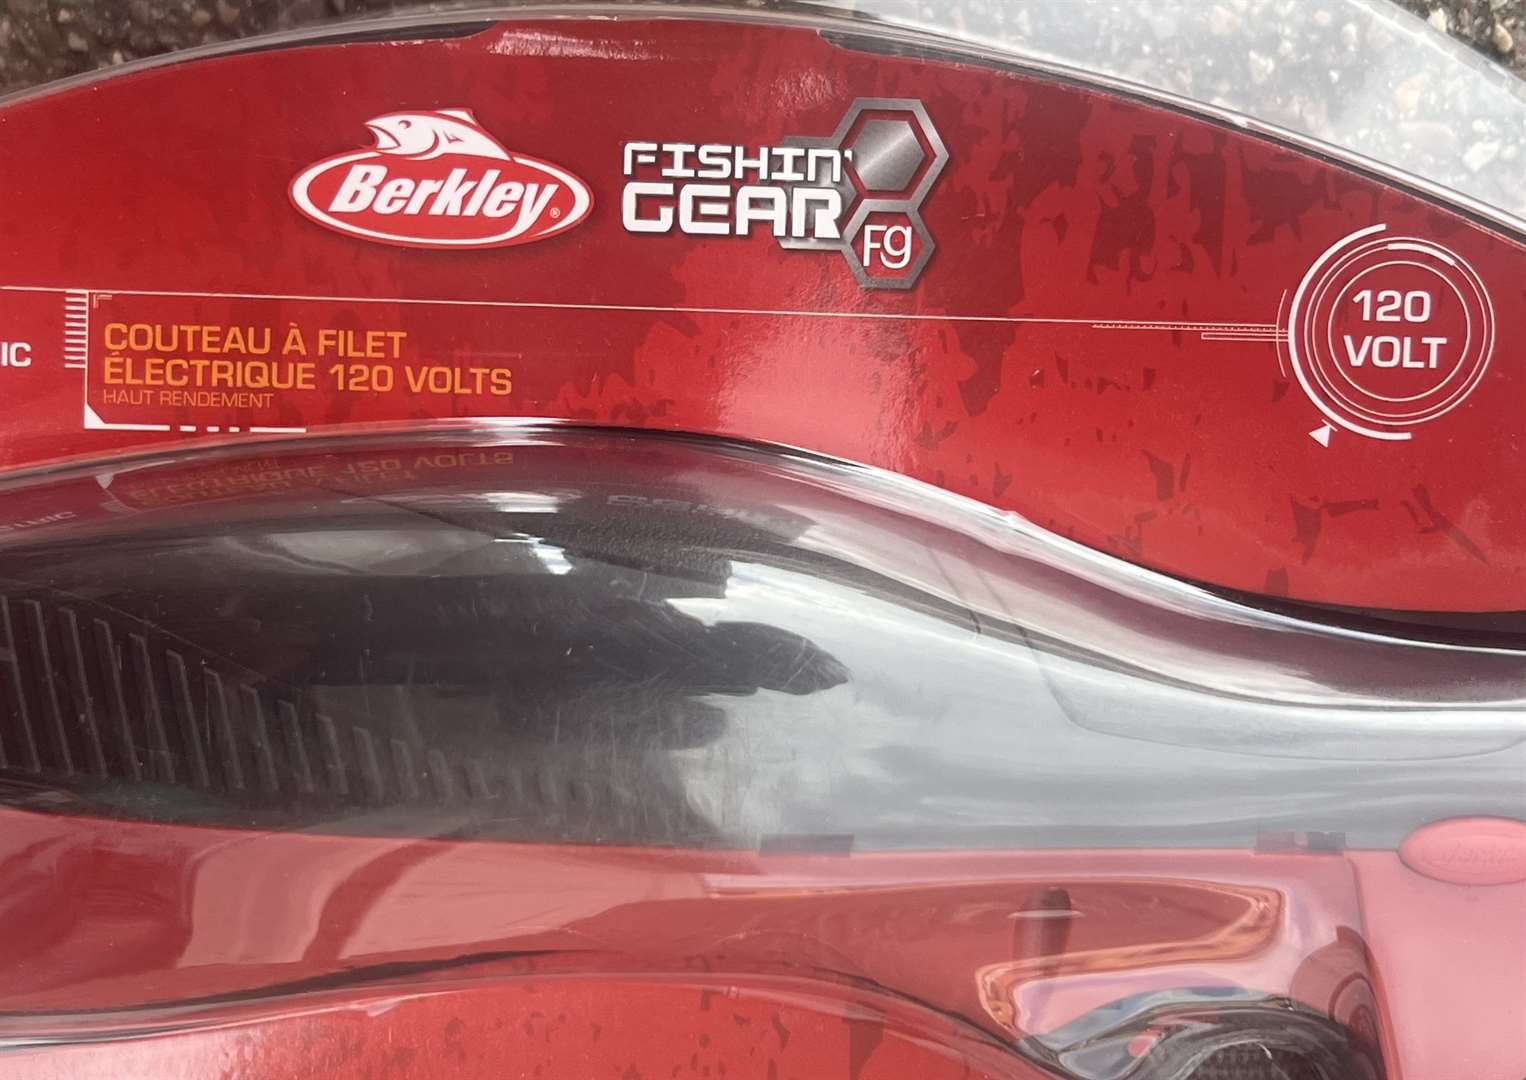 Berkley®
FISHIN'
GEAR
Fg
120
VOLT
IC
COUTEAU À FILET
ÉLECTRIQUE 120 VOLTS
HAUT RENDEMENT